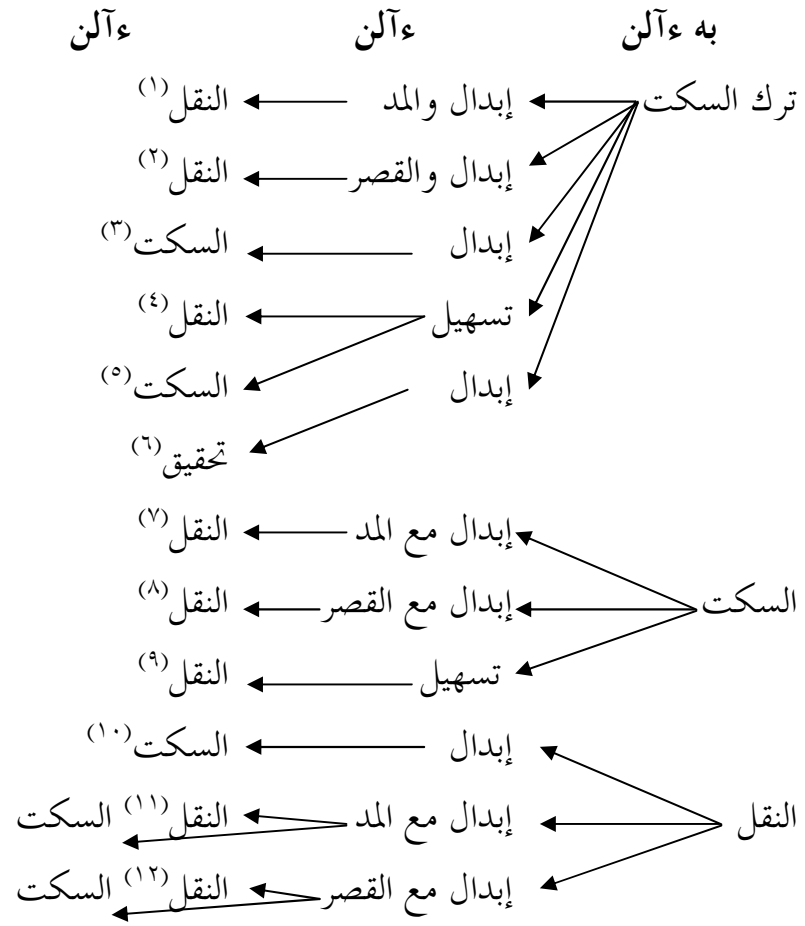 به ءآلن ءآلن ءآلن
ترك السكت إبدال والمد النقل(١)
إبدال والقصر النقل(٢)
إبدال السكت(٣)
تسهيل النقل(٤)
إبدال السكت(٥)
تحقيق(٦)
إبدال مع المد النقل(٧)
السكت إبدال مع القصر النقل(٨)
تسهيل النقل(٩)
إبدال السكت(١٠)
النقل إبدال مع المد النقل(١١) السكت
إبدال مع القصر النقل(١٢) السكت